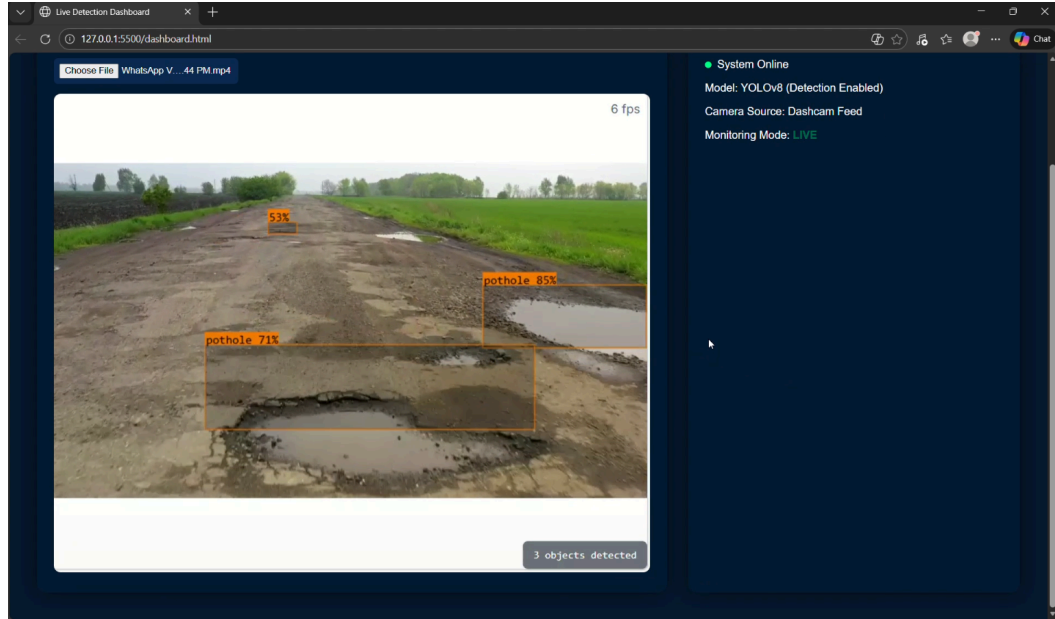 Live Detection Dashboard
127.0.0.1:5500/dashboard.html
Chat
Choose File WhatsApp V....44 PM.mp4
6 fps
53%
pothole 85%
pothole 71%
3 objects detected
System Online
Model: YOLOv8 (Detection Enabled)
Camera Source: Dashcam Feed
Monitoring Mode: LIVE